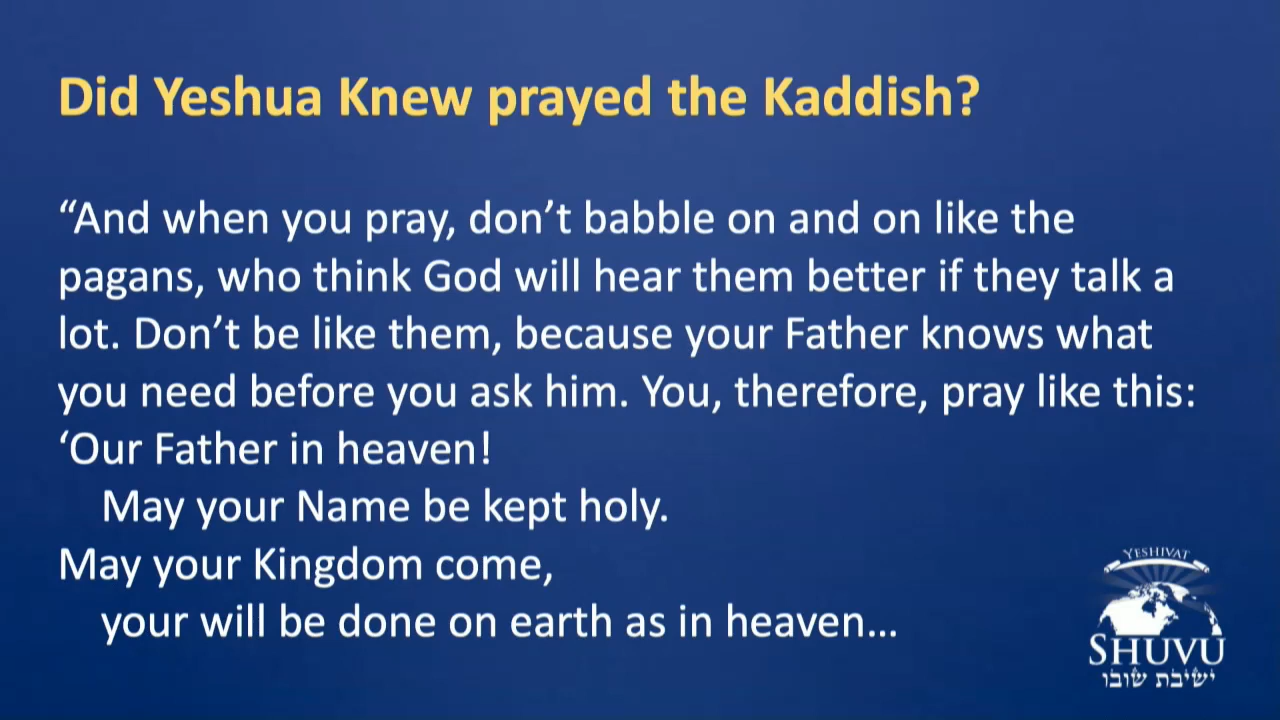 Did Yeshua Knew prayed the Kaddish?
“And when you pray, don’t babble on and on like the
pagans, who think God will hear them better if they talk a
lot. Don’t be like them, because your Father knows what
you need before you ask him. You, therefore, pray like this:
‘Our Father in heaven!
May your Name be kept holy.
May your Kingdom come,
your will be done on earth as in heaven…
YESHIVAT
SHUVU
ישיבת שובו